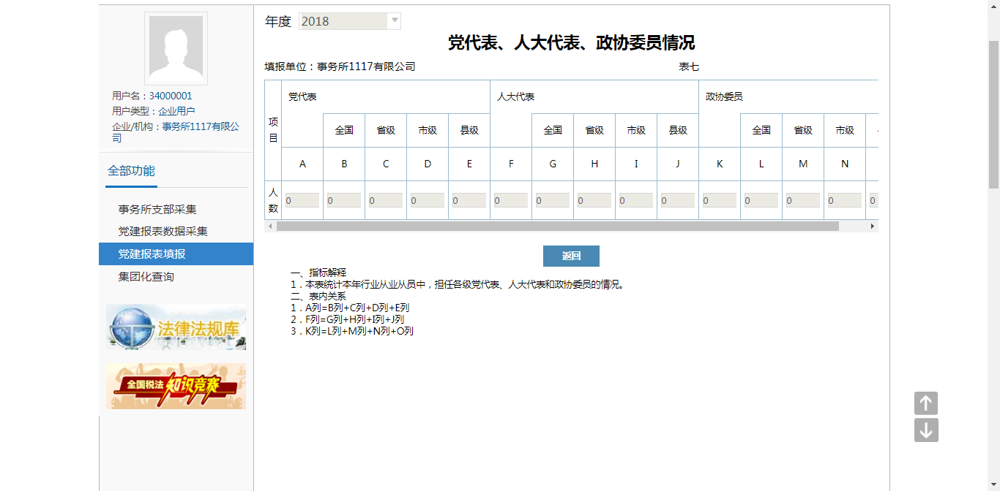 年度 2018
党代表、人大代表、政协委员情况
填报单位：事务所1117有限公司 表七
用户名：34000001
用户类型：企业用户
企业/机构：事务所1117有限公
司
全部功能
事务所支部采集
党建报表数据采集
党建报表填报
集团化查询
法律法规库
全国税法知识竞赛
项目 党代表 人大代表 政协委员
全国 省级 市级 县级 全国 省级 市级 县级 全国 省级 市级
A B C D E F G H I J K L M N
人数 0 0 0 0 0 0 0 0 0 0 0 0 0 0 0
返回
一、指标解释
1．本表统计本年行业从业从员中，担任各级党代表、人大代表和政协委员的情况。
二、表内关系
1．A列=B列+C列+D列+E列
2．F列=G列+H列+I列+J列
3．K列=L列+M列+N列+O列